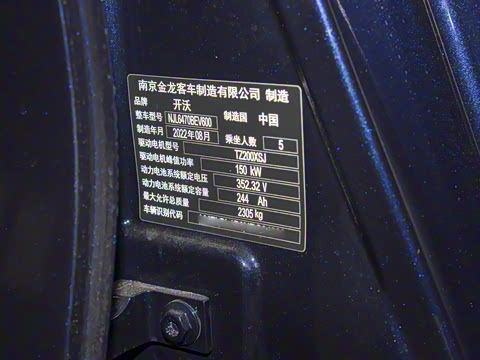 南京金龙客车制造有限公司 制造
品牌 开沃
整车型号 NJL6470BEV600 制造国 中国
制造年月 2022年08月 乘坐人数 5
驱动电机型号 TZ200XSJ
驱动电机峰值功率 150 kW
动力电池系统额定电压 352.32 V
动力电池系统额定容量 244 Ah
最大允许总质量 2305 kg
车辆识别代码